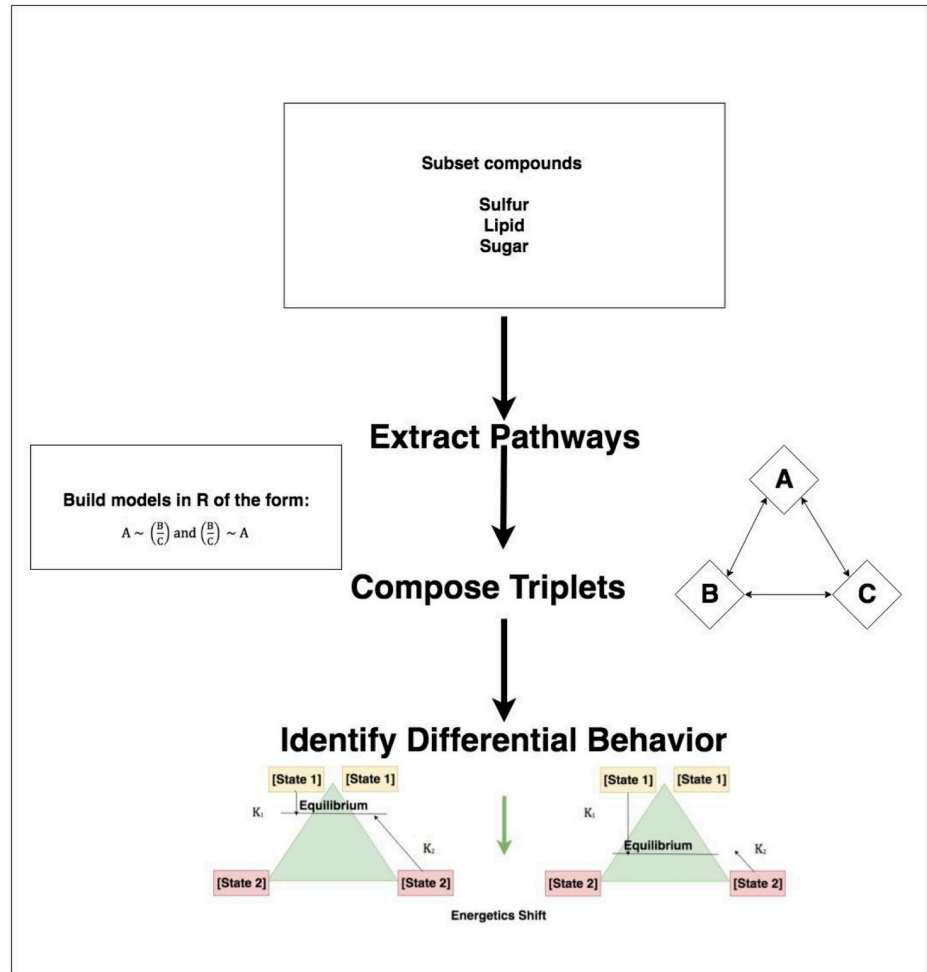 Subset compounds
Sulfur
Lipid
Sugar
Extract Pathways
Build models in R of the form:
A ~ (B/C) and (B/C) ~ A
A
B
C
Compose Triplets
Identify Differential Behavior
[State 1] [State 1]
Equilibrium
K₁
K₂
[State 2] [State 2]
[State 1] [State 1]
K₁
Equilibrium
K₂
[State 2] [State 2]
Energetics Shift